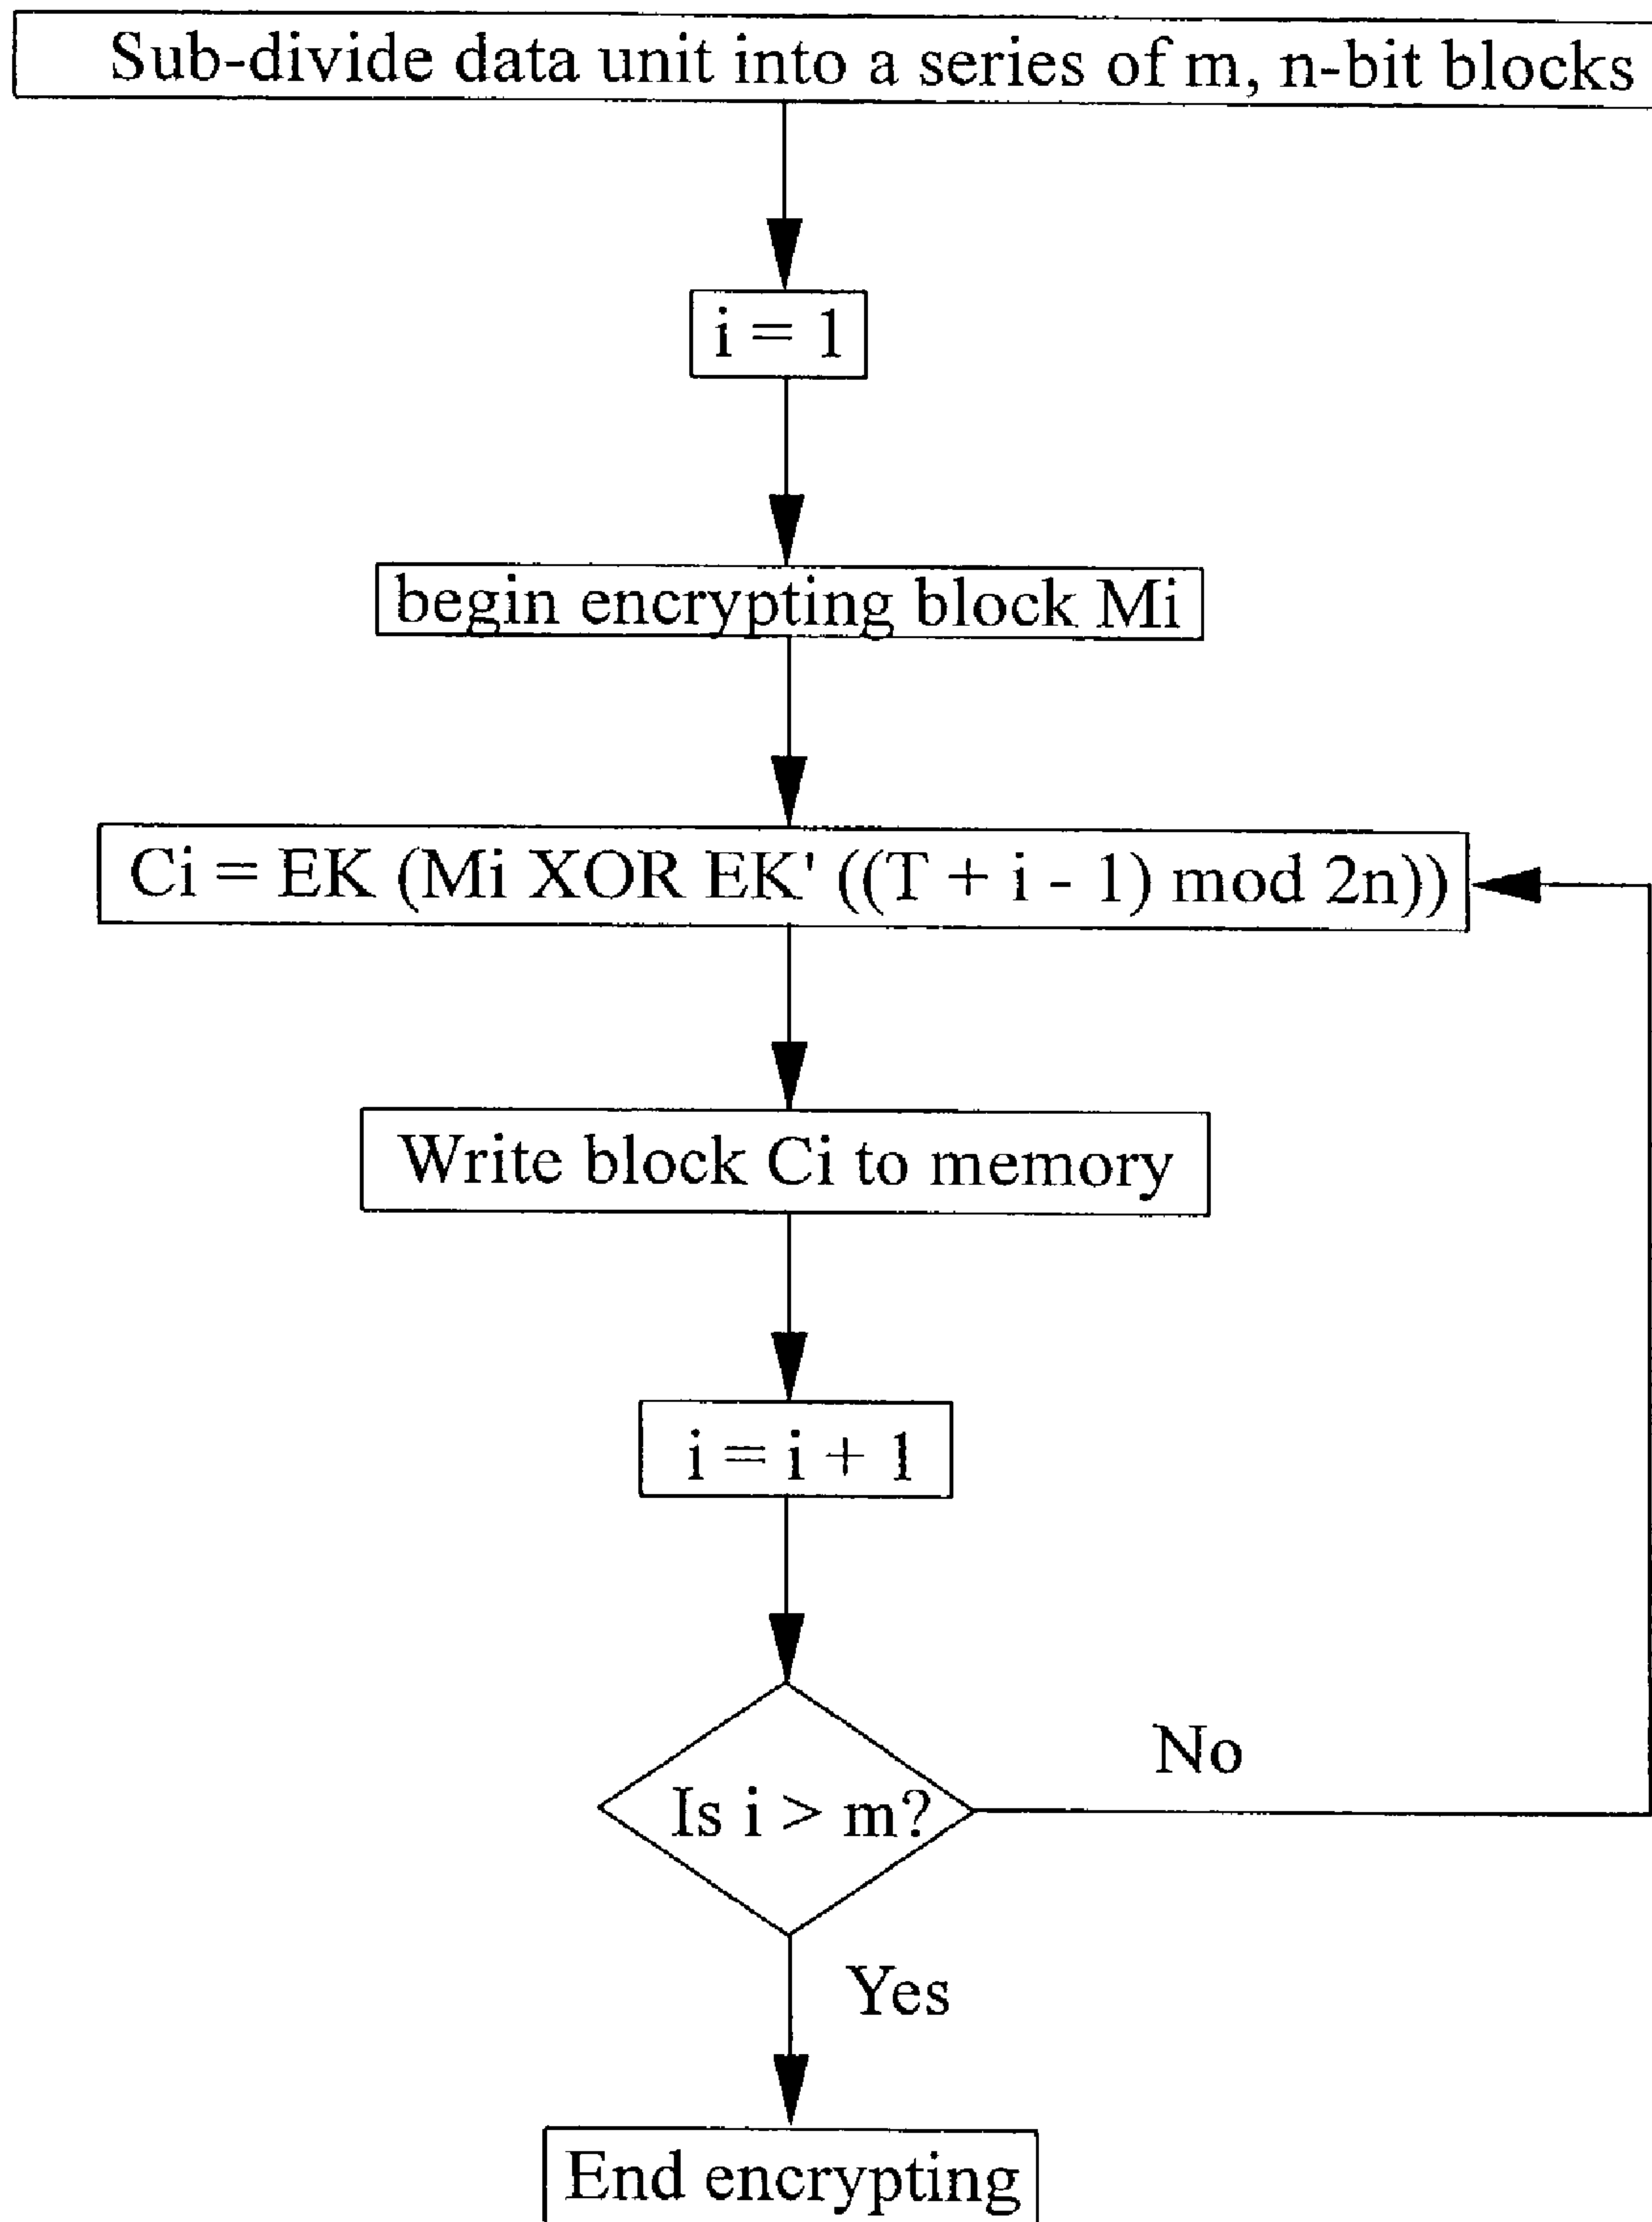 Sub-divide data unit into a series of m, n-bit blocks
i = 1
begin encrypting block Mi
Ci = EK (Mi XOR EK' ((T + i - 1) mod 2n))
Write block Ci to memory
i = i + 1
Is i > m?
No
Yes
End encrypting